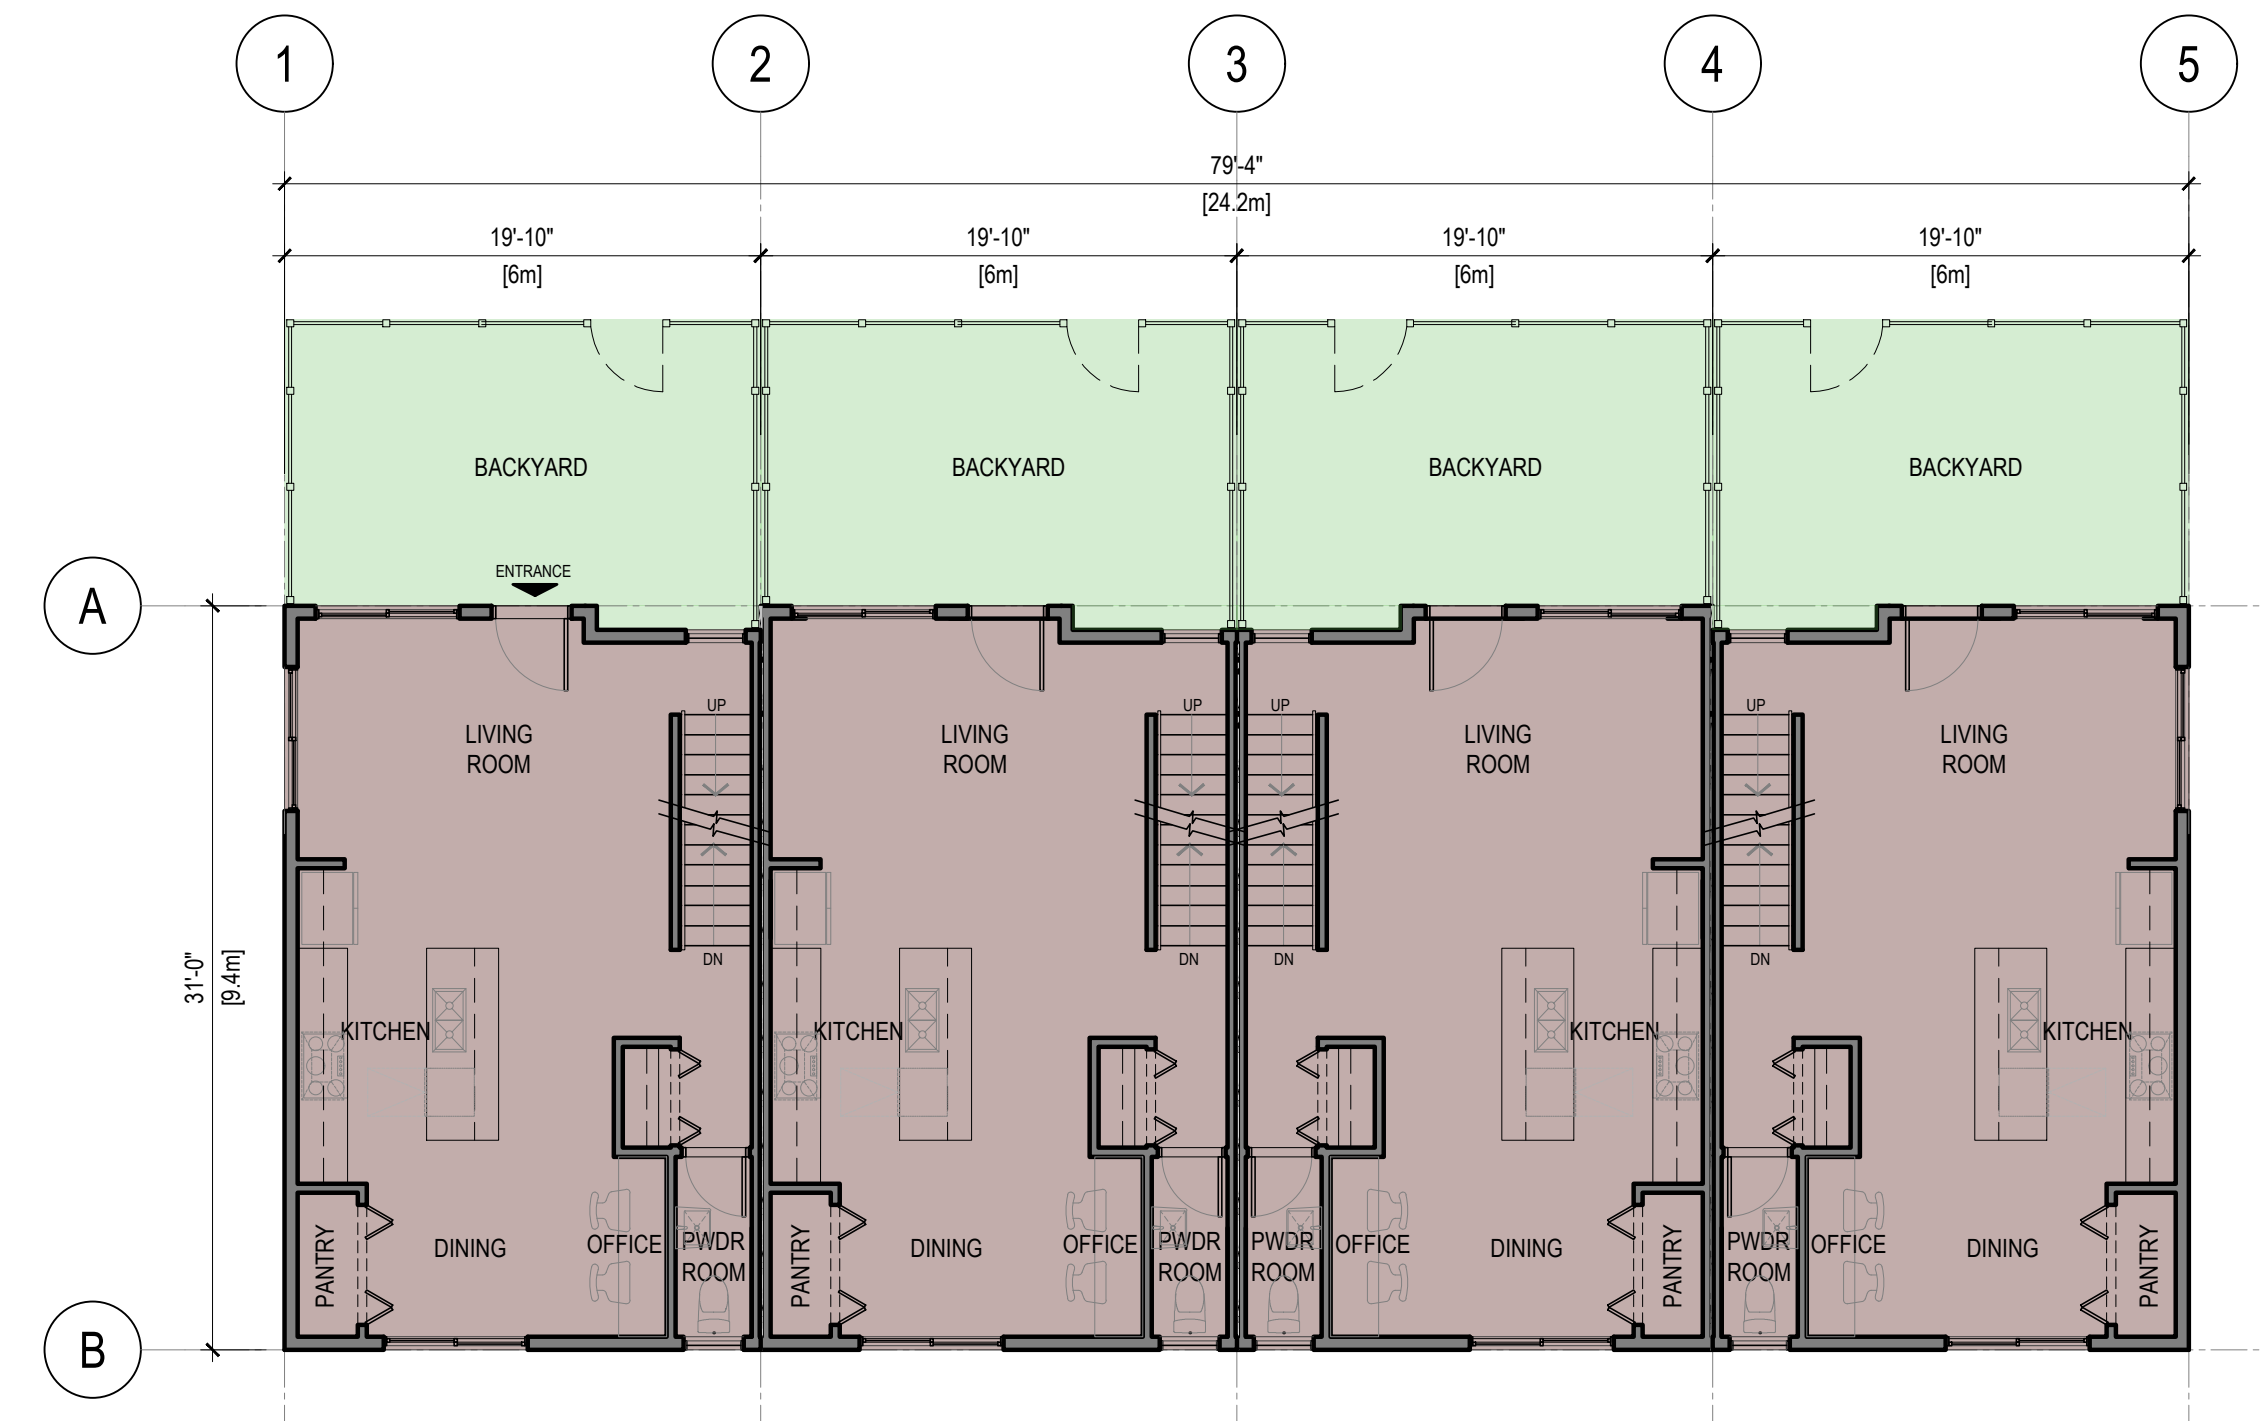 1 2 3 4 5
79'-4"
[24.2m]
19'-10" 19'-10" 19'-10" 19'-10"
[6m] [6m] [6m] [6m]
BACKYARD BACKYARD BACKYARD BACKYARD
ENTRANCE
A
UP UP UP UP
LIVING LIVING LIVING LIVING
ROOM ROOM ROOM ROOM
DN DN DN DN
31'-0"
[9.4m]
KITCHEN KITCHEN KITCHEN KITCHEN
PANTRY DINING OFFICE PWDR PANTRY DINING OFFICE PWDR PWDR OFFICE DINING PANTRY PWDR OFFICE DINING PANTRY
ROOM ROOM ROOM ROOM
B